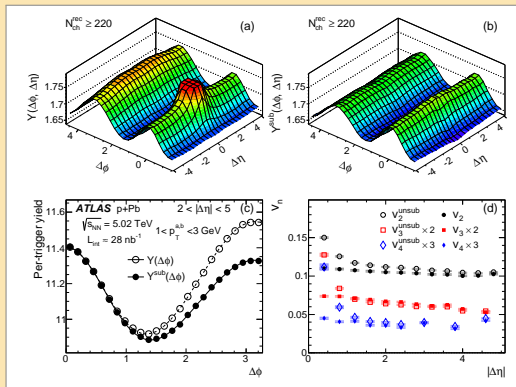 N_ch^rec ≥ 220
(a)
Y(Δϕ, Δη)
1.75
1.7
1.65
4
2
0
Δϕ
-4
-2
0
2
4
Δη
N_ch^rec ≥ 220
(b)
Y^sub(Δϕ, Δη)
1.75
1.7
1.65
4
2
0
Δϕ
-4
-2
0
2
4
Δη
Per-trigger yield
11.6
11.4
11.2
11
(c)
ATLAS p+Pb
2 < |Δη| < 5
√s_NN = 5.02 TeV
1 < p_T^a,b < 3 GeV
L_int ≈ 28 nb^-1
Y(Δϕ)
Y^sub(Δϕ)
0
1
2
3
Δϕ
v_n
(d)
v_2^unsub
v_2
v_3^unsub × 2
v_3 × 2
v_4^unsub × 3
v_4 × 3
0.15
0.1
0.05
0
0
2
4
|Δη|